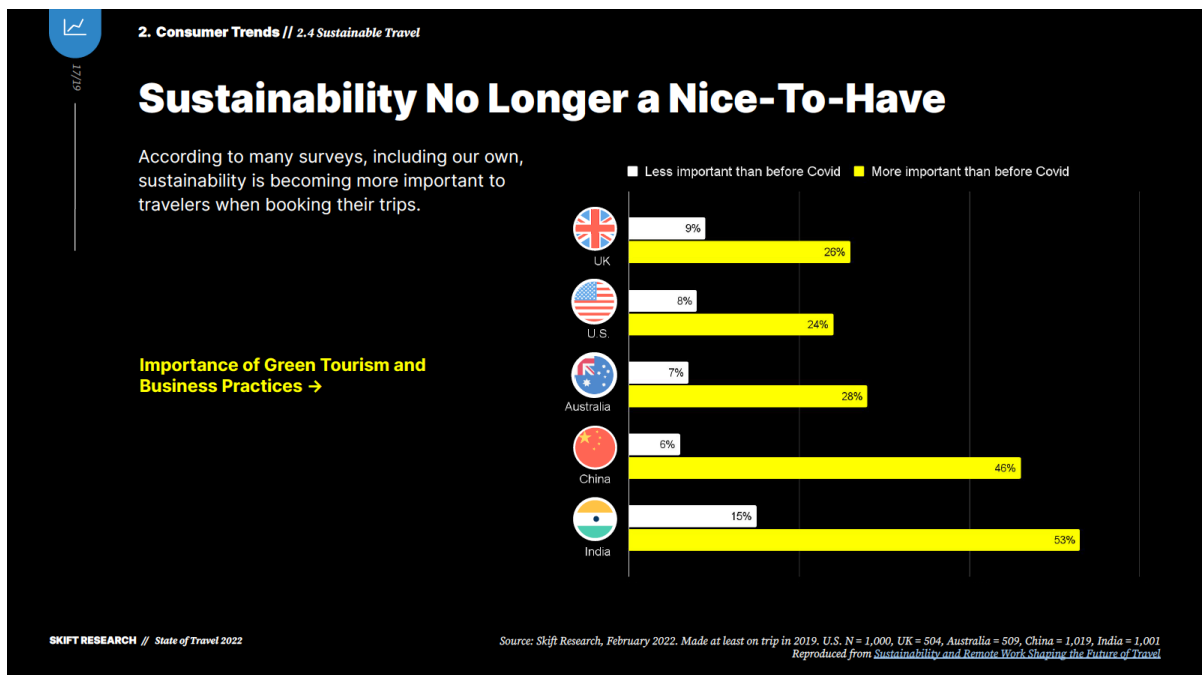 2. Consumer Trends // 2.4 Sustainable Travel
17/19
Sustainability No Longer a Nice-To-Have
According to many surveys, including our own,
sustainability is becoming more important to
travelers when booking their trips.
Importance of Green Tourism and
Business Practices →
Less important than before Covid More important than before Covid
9%
26%
UK
8%
24%
U.S.
7%
28%
Australia
6%
46%
China
15%
53%
India
SKIFT RESEARCH // State of Travel 2022
Source: Skift Research, February 2022. Made at least on trip in 2019. U.S. N = 1,000, UK = 504, Australia = 509, China = 1,019, India = 1,001
Reproduced from Sustainability and Remote Work Shaping the Future of Travel